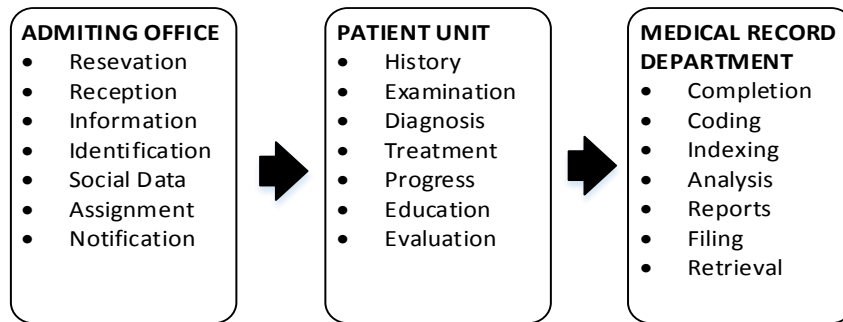 ADMITING OFFICE
• Resevation
• Reception
• Information
• Identification
• Social Data
• Assignment
• Notification
PATIENT UNIT
• History
• Examination
• Diagnosis
• Treatment
• Progress
• Education
• Evaluation
MEDICAL RECORD
DEPARTMENT
• Completion
• Coding
• Indexing
• Analysis
• Reports
• Filing
• Retrieval